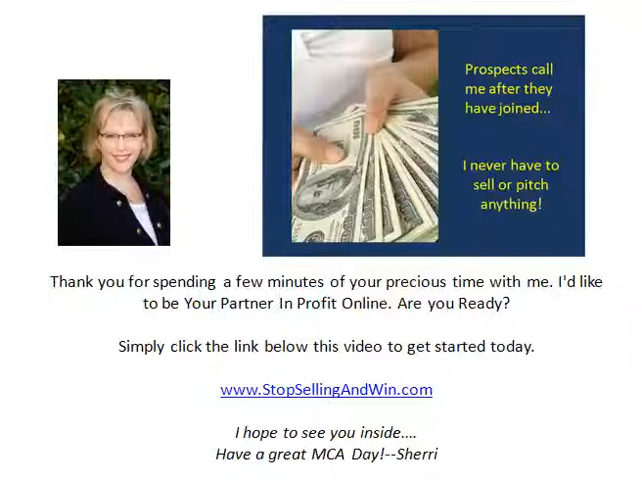 Prospects call
me after they
have joined...
I never have to
sell or pitch
anything!
Thank you for spending a few minutes of your precious time with me. I'd like
to be Your Partner In Profit Online. Are you Ready?
Simply click the link below this video to get started today.
www.StopSellingAndWin.com
I hope to see you inside....
Have a great MCA Day!--Sherri